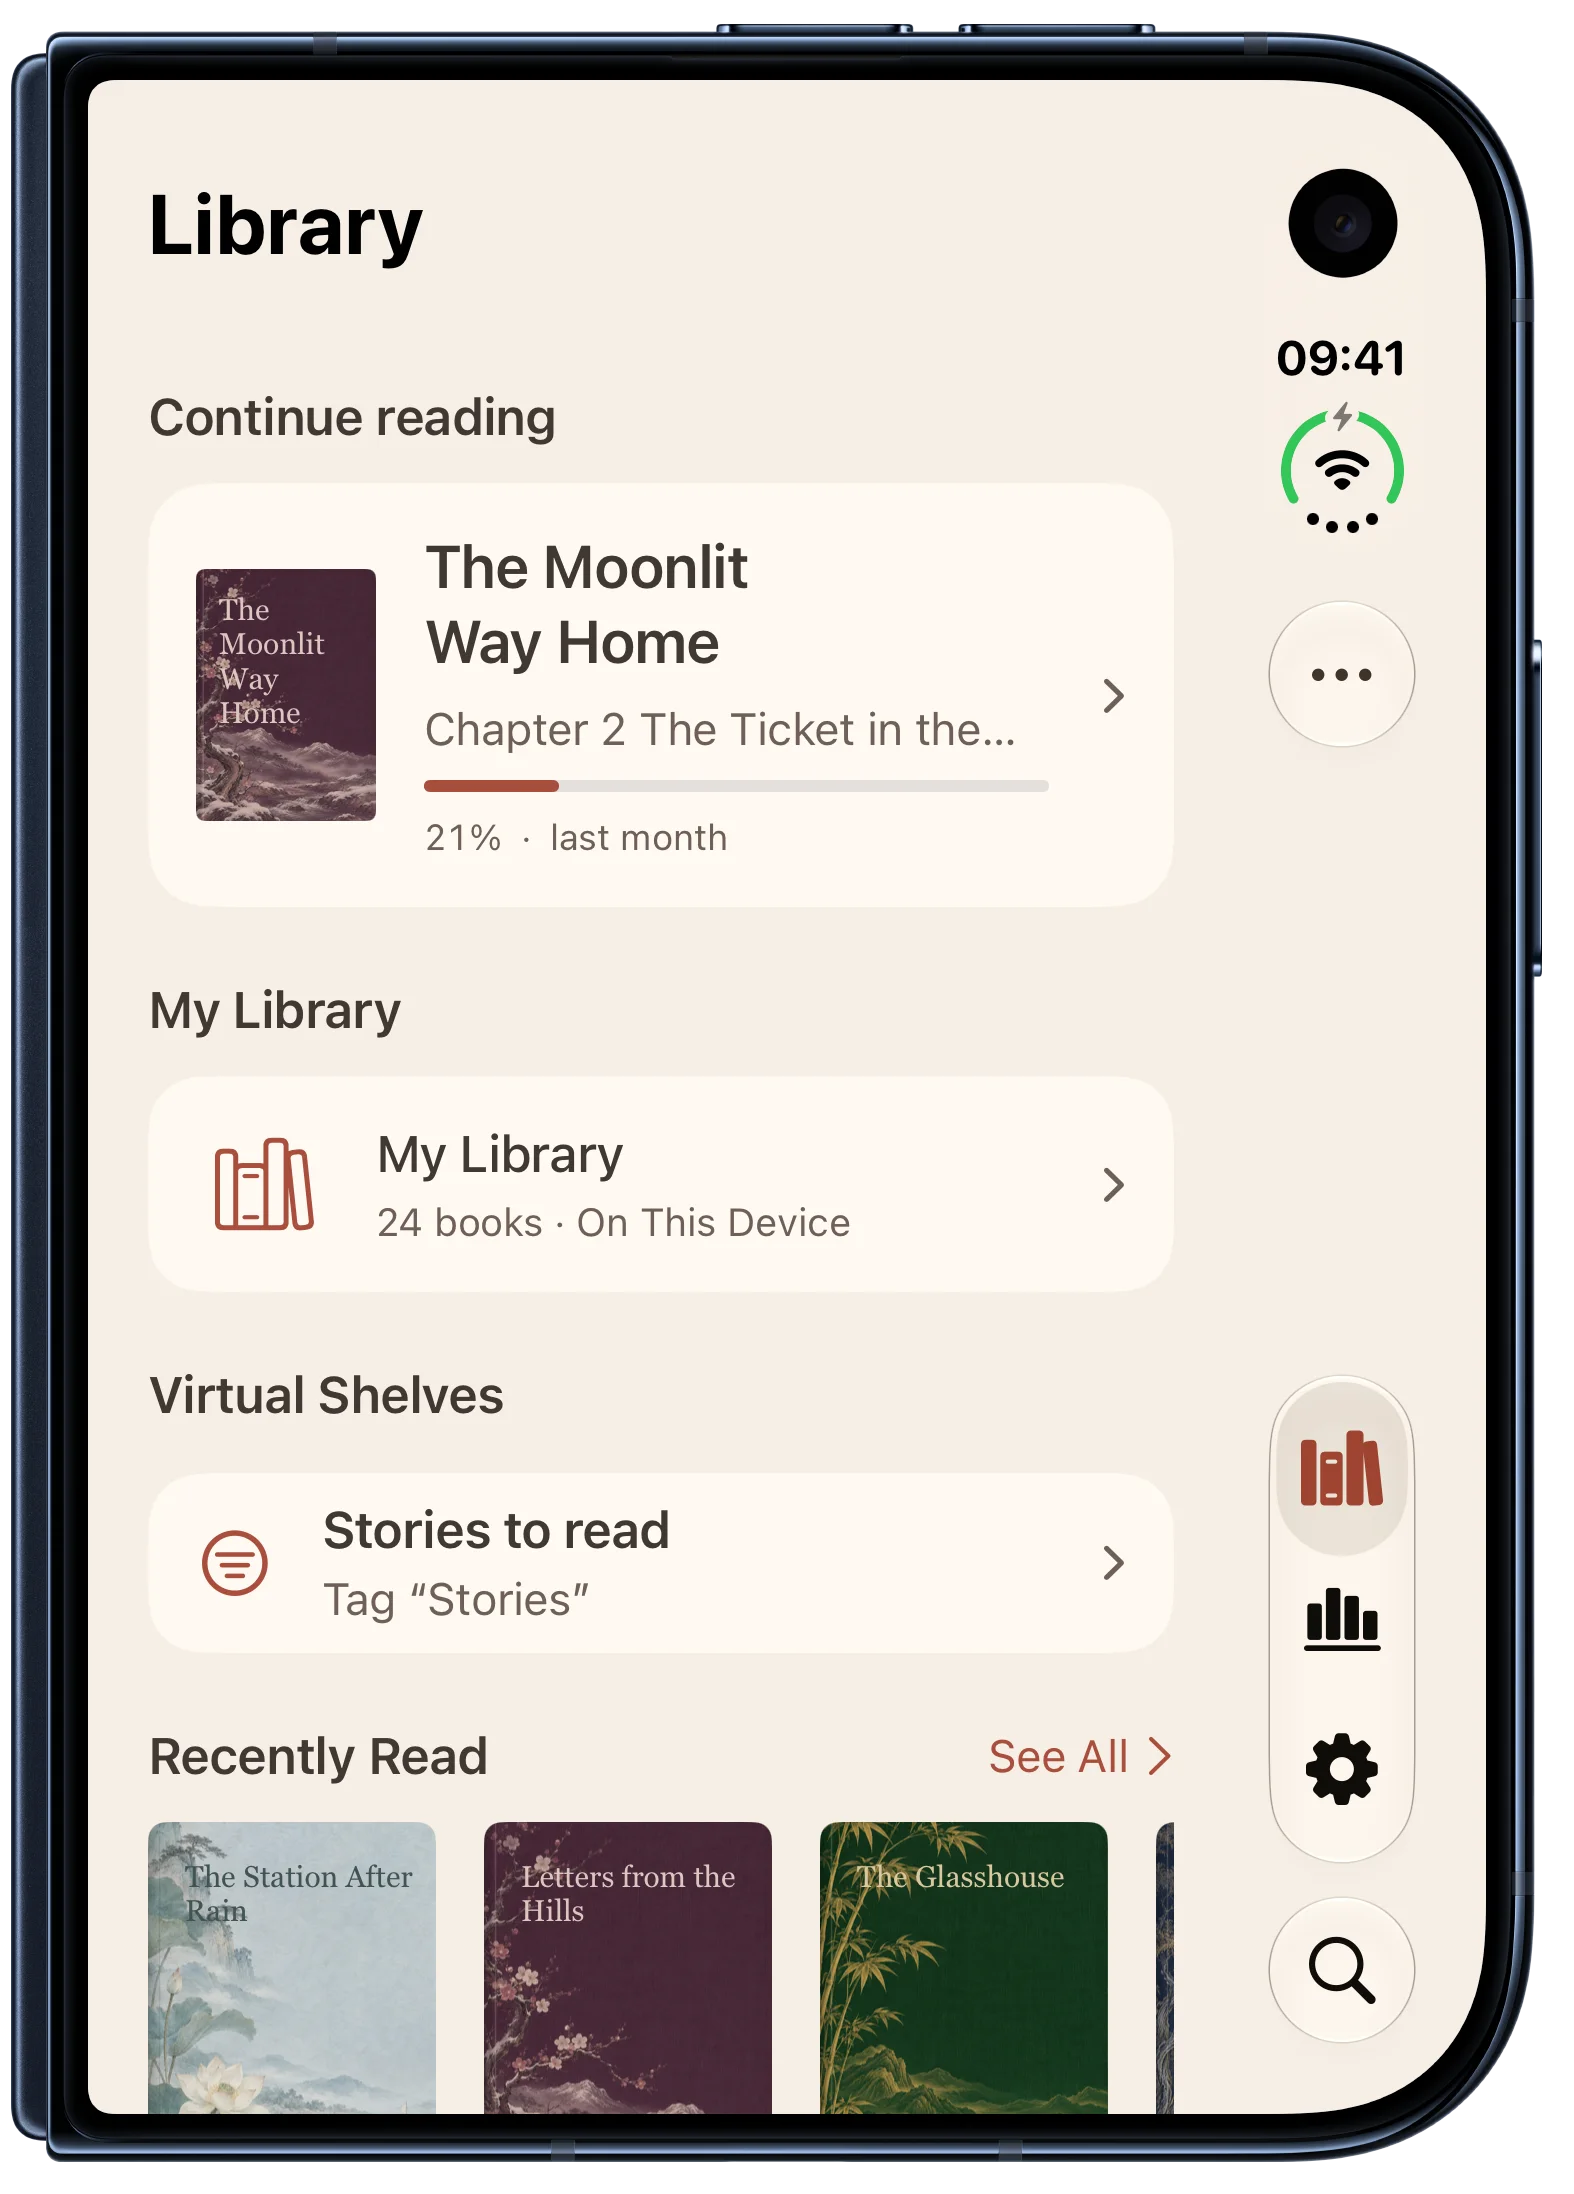 Library
09:41
Continue reading
The
Moonlit
Way
Home
The Moonlit
Way Home
Chapter 2 The Ticket in the...
21% · last month
My Library
My Library
24 books · On This Device
Virtual Shelves
Stories to read
Tag “Stories”
Recently Read
See All
The Station After
Rain
Letters from the
Hills
The Glasshouse